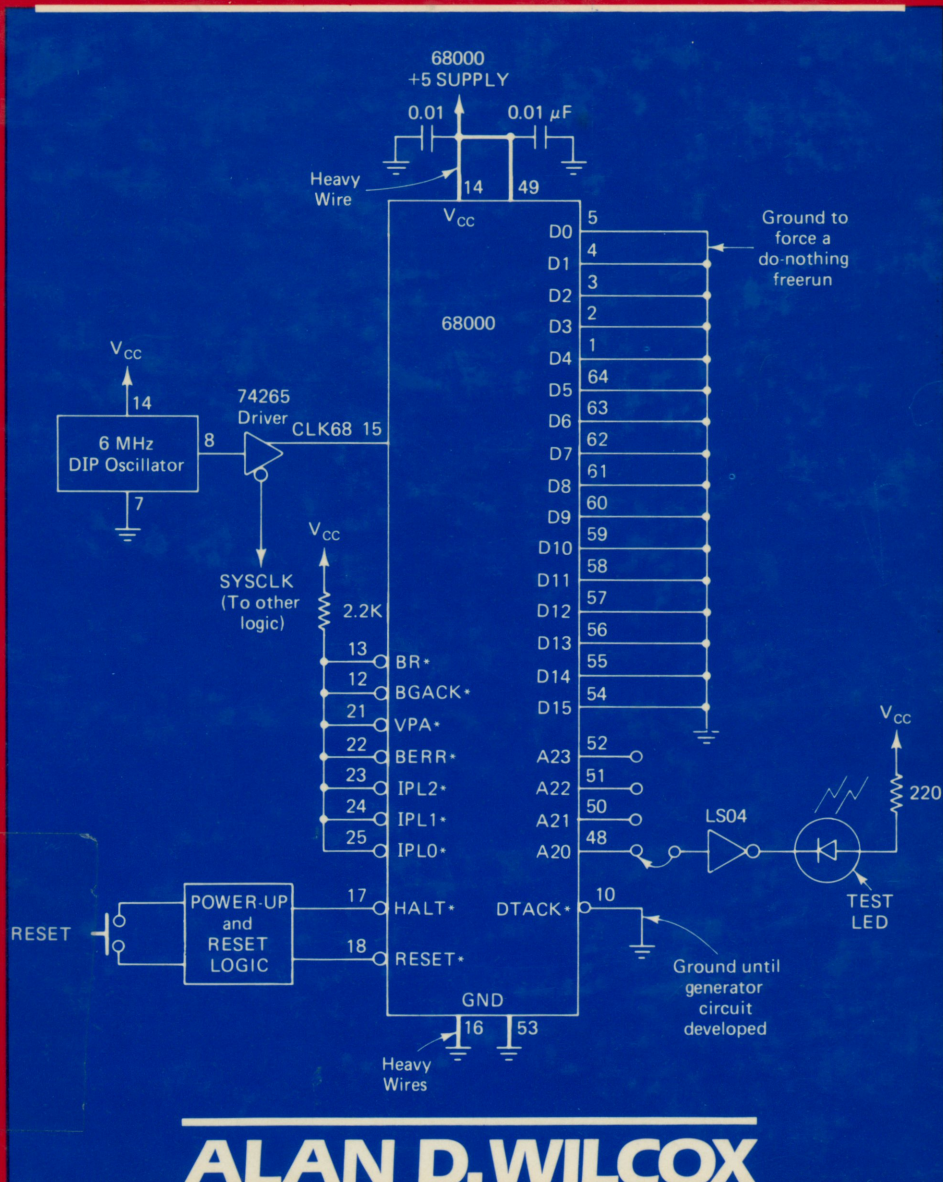 68000
+5 SUPPLY
0.01
0.01 µF
Heavy
Wire
14
49
VCC
5
D0
4
D1
3
D2
2
D3
1
D4
64
D5
63
D6
62
D7
61
D8
60
D9
59
D10
58
D11
57
D12
56
D13
55
D14
54
D15
Ground to
force a
do-nothing
freerun
68000
VCC
14
6 MHz
DIP Oscillator
8
7
74265
Driver
CLK68 15
SYSCLK
(To other
logic)
VCC
2.2K
13
BR*
12
BGACK*
21
VPA*
22
BERR*
23
IPL2*
24
IPL1*
25
IPL0*
52
A23
51
A22
50
A21
48
A20
LS04
VCC
220
TEST
LED
RESET
POWER-UP
and
RESET
LOGIC
17
HALT*
18
RESET*
10
DTACK*
Ground until
generator
circuit
developed
GND
16
53
Heavy
Wires
ALAN D. WILCOX